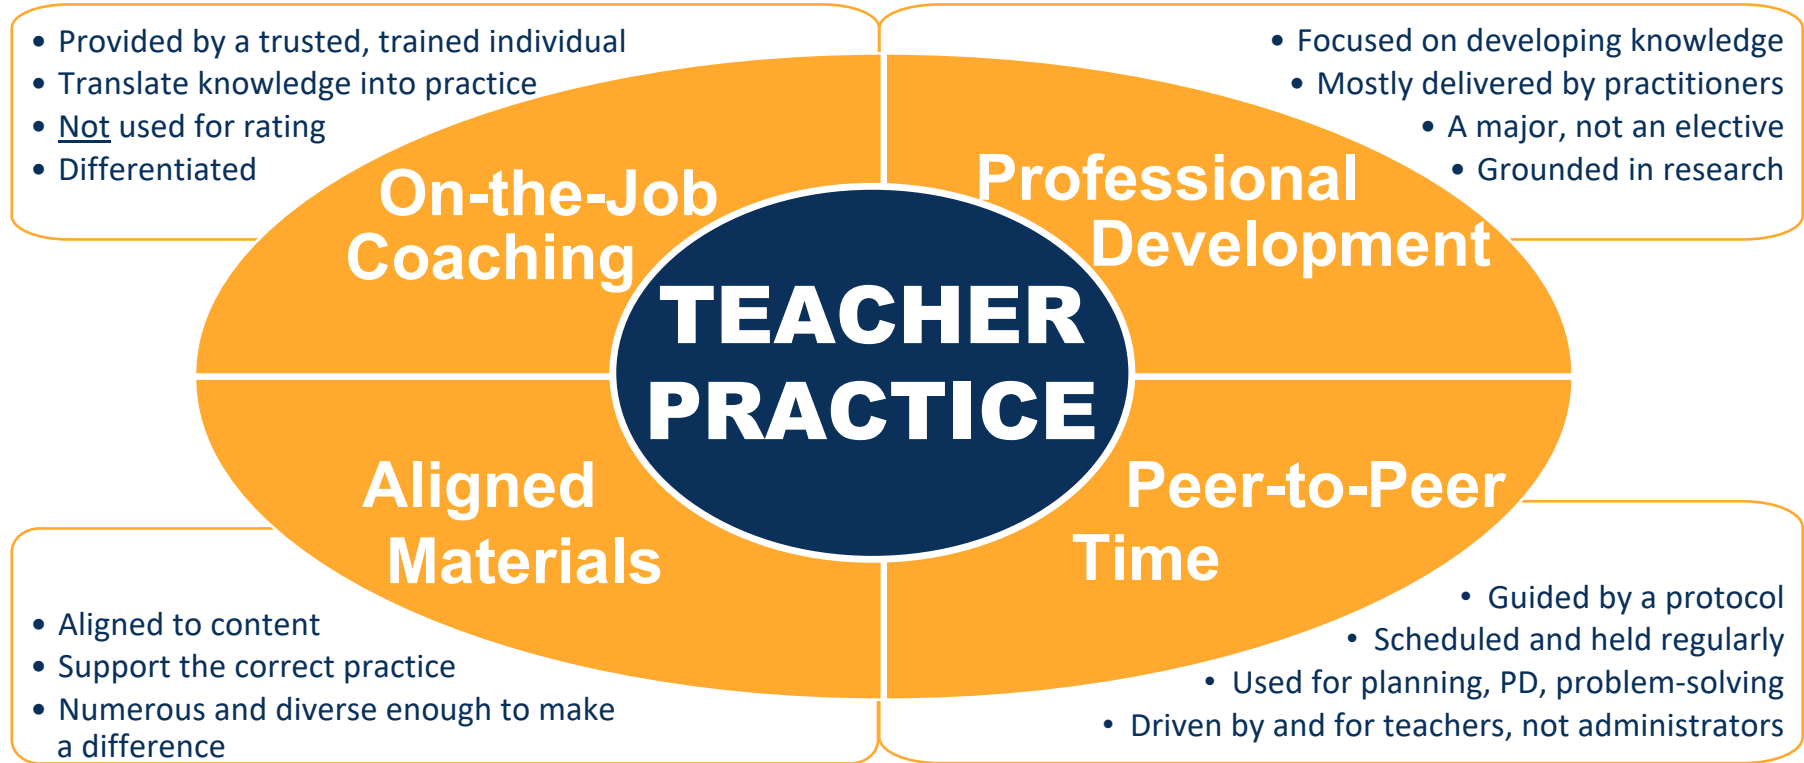 • Provided by a trusted, trained individual
• Translate knowledge into practice
• Not used for rating
• Differentiated
• Focused on developing knowledge
• Mostly delivered by practitioners
• A major, not an elective
• Grounded in research
On-the-Job
Coaching
Professional
Development
TEACHER
PRACTICE
Aligned
Materials
Peer-to-Peer
Time
• Aligned to content
• Support the correct practice
• Numerous and diverse enough to make
a difference
• Guided by a protocol
• Scheduled and held regularly
• Used for planning, PD, problem-solving
• Driven by and for teachers, not administrators